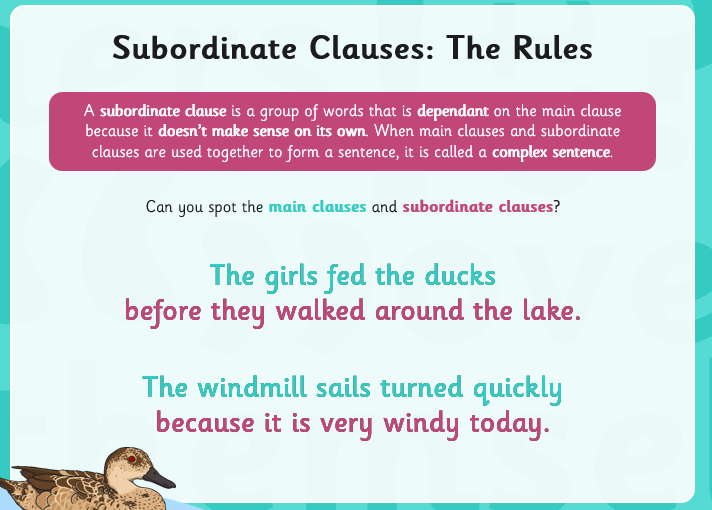 Subordinate Clauses: The Rules
A subordinate clause is a group of words that is dependant on the main clause
because it doesn't make sense on its own. When main clauses and subordinate
clauses are used together to form a sentence, it is called a complex sentence.
Can you spot the main clauses and subordinate clauses?
The girls fed the ducks
before they walked around the lake.
The windmill sails turned quickly
because it is very windy today.